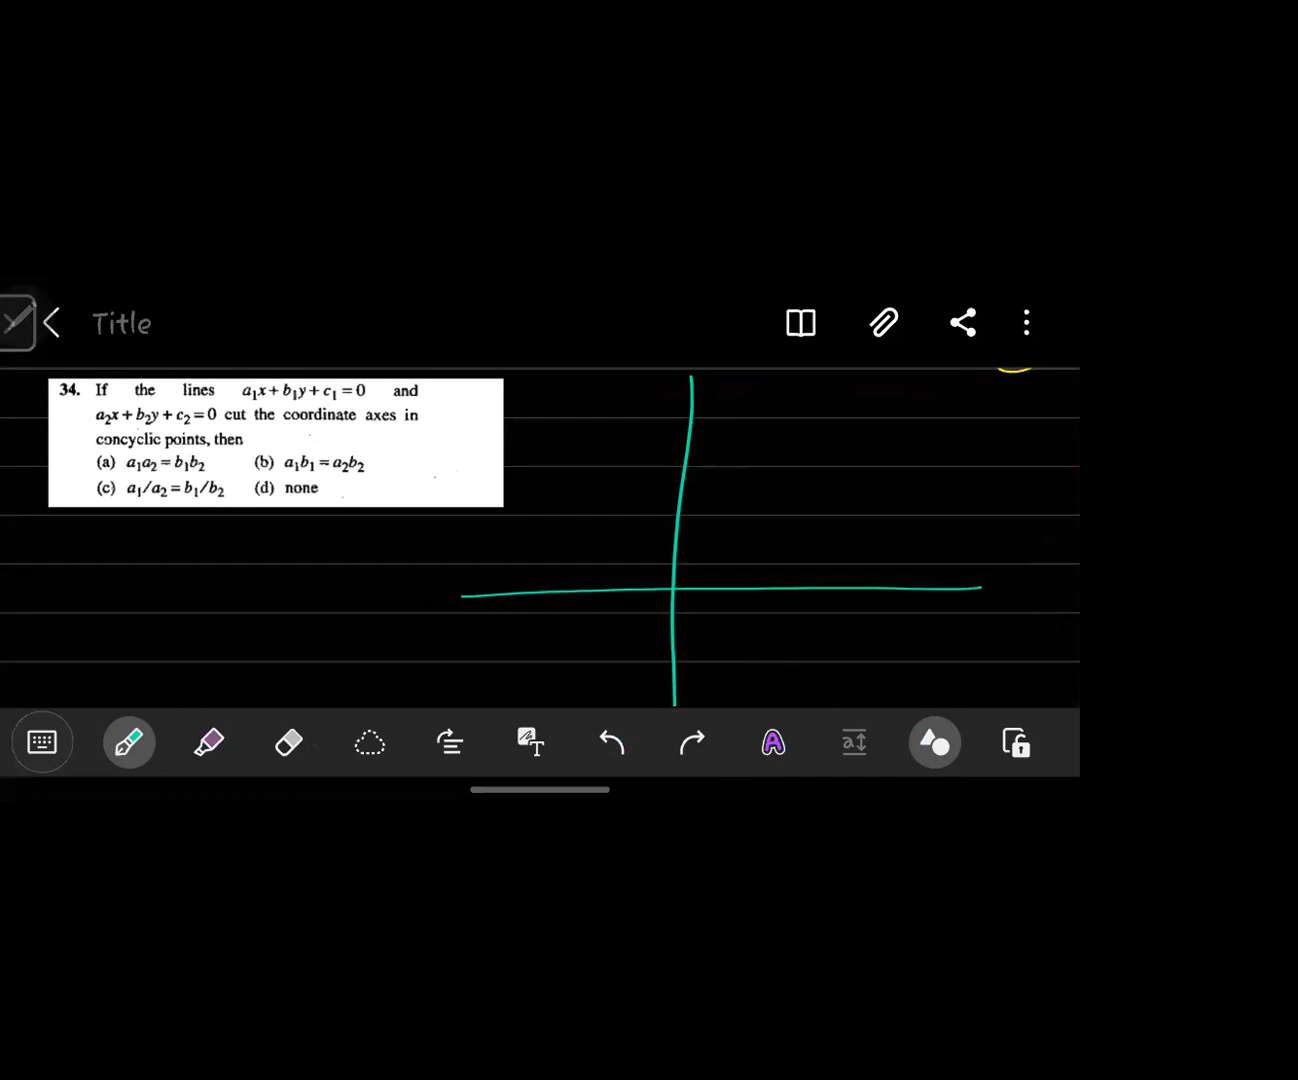 Title
34. If the lines a₁x + b₁y + c₁ = 0 and
a₂x + b₂y + c₂ = 0 cut the coordinate axes in
concyclic points, then
(a) a₁a₂ = b₁b₂ (b) a₁b₁ = a₂b₂
(c) a₁/a₂ = b₁/b₂ (d) none